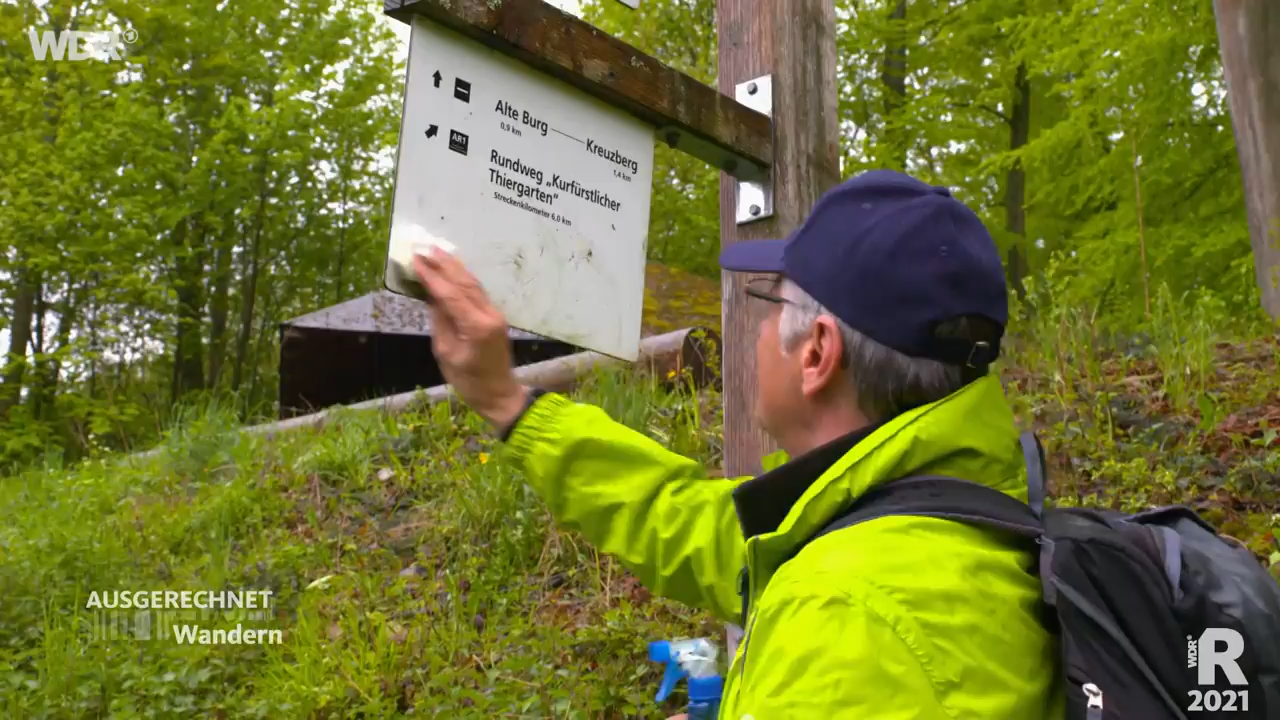 WDR
Alte Burg
0,9 km
Kreuzberg
1,4 km
AR1
Rundweg „Kurfürstlicher
Thiergarten“
Streckenkilometer 6,0 km
AUSGERECHNET
Wandern
WDR® R
2021